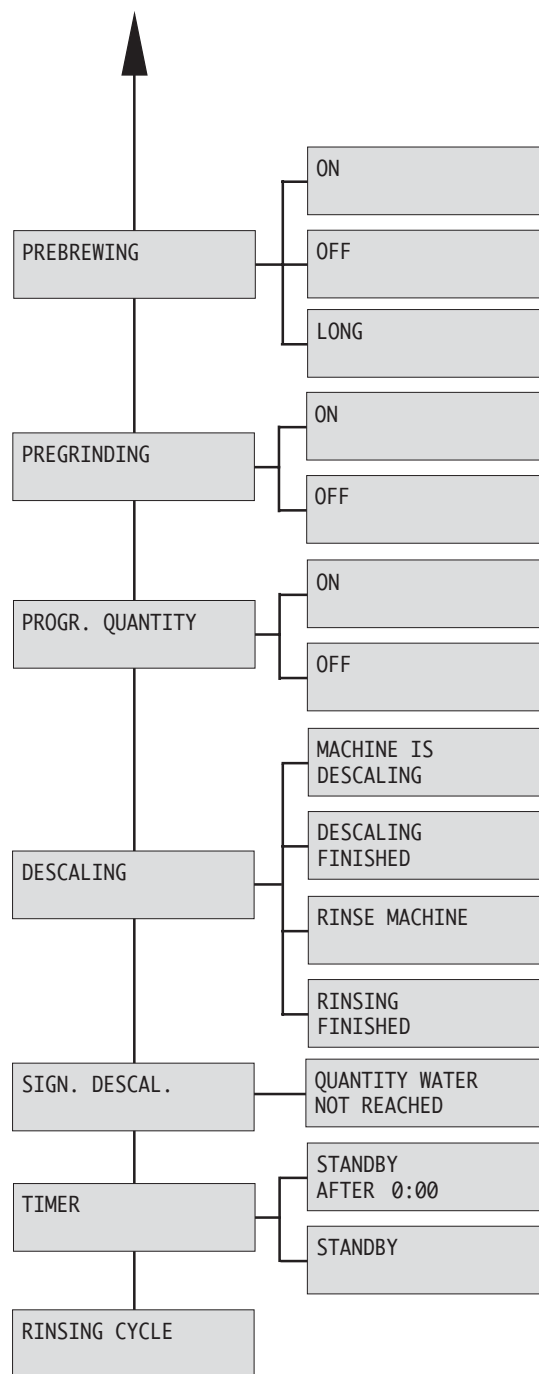 PREBREWING
ON
OFF
LONG
PREGRINDING
ON
OFF
PROGR. QUANTITY
ON
OFF
DESCALING
MACHINE IS
DESCALING
DESCALING
FINISHED
RINSE MACHINE
RINSING
FINISHED
SIGN. DESCAL.
QUANTITY WATER
NOT REACHED
TIMER
STANDBY
AFTER 0:00
STANDBY
RINSING CYCLE